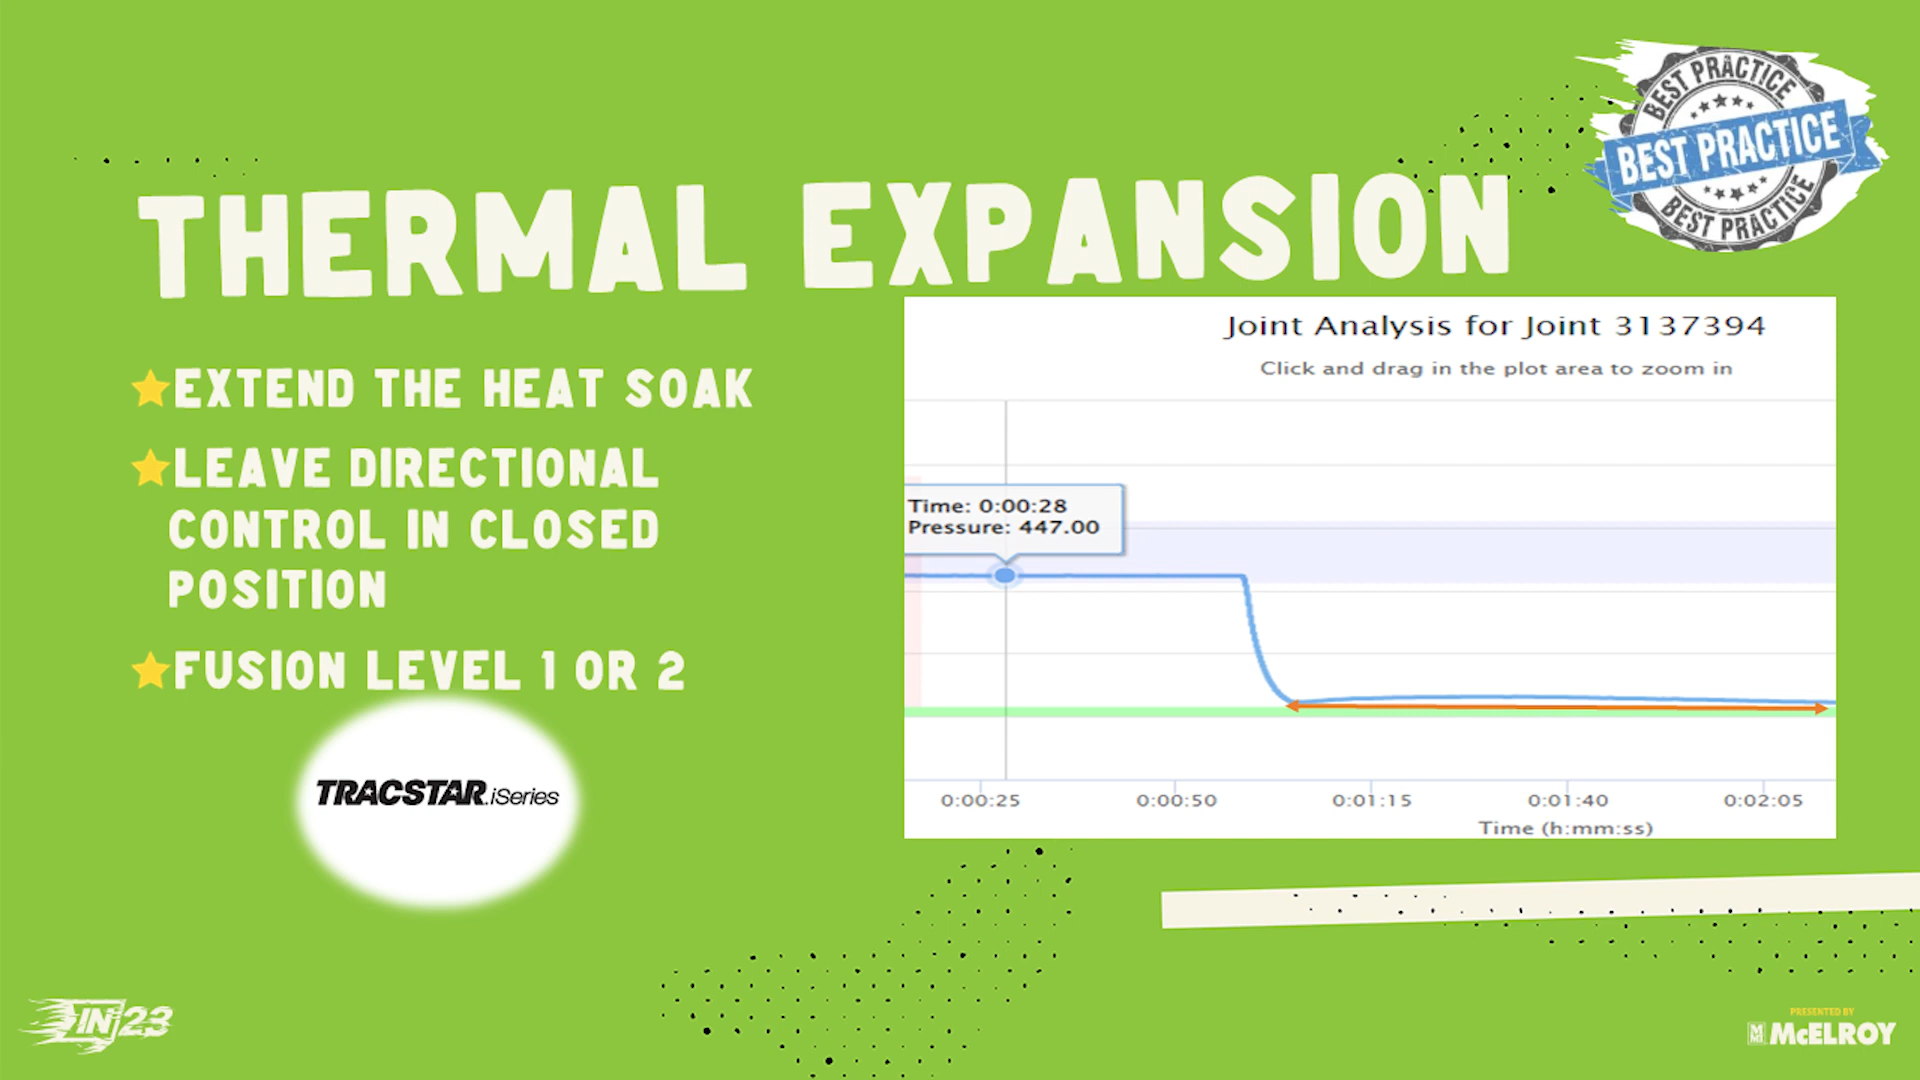 BEST PRACTICE
BEST PRACTICE
BEST PRACTICE
THERMAL EXPANSION
EXTEND THE HEAT SOAK
LEAVE DIRECTIONAL
CONTROL IN CLOSED
POSITION
FUSION LEVEL 1 OR 2
TRACSTAR.iSeries
Joint Analysis for Joint 3137394
Click and drag in the plot area to zoom in
Time: 0:00:28
Pressure: 447.00
0:00:25 0:00:50 0:01:15 0:01:40 0:02:05
Time (h:mm:ss)
IN 23
PRESENTED BY
McELROY